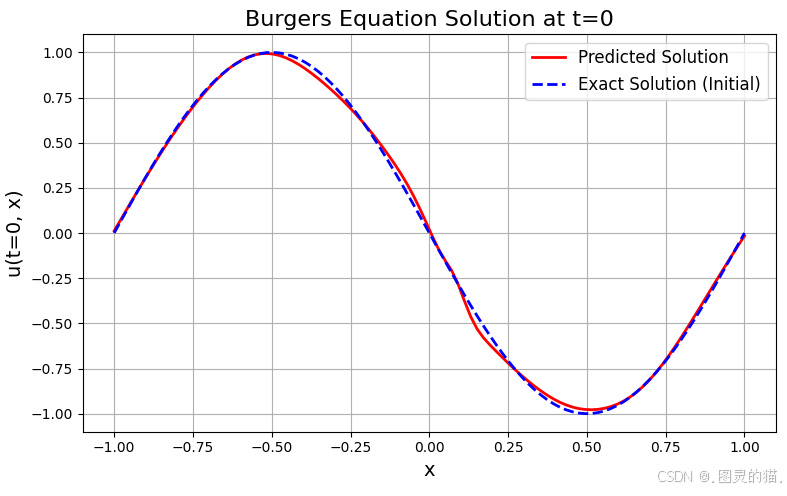 Burgers Equation Solution at t=0
Predicted Solution
Exact Solution (Initial)
u(t=0, x)
1.00
0.75
0.50
0.25
0.00
−0.25
−0.50
−0.75
−1.00
−1.00 −0.75 −0.50 −0.25 0.00 0.25 0.50 0.75 1.00
x
CSDN @.图灵的猫.